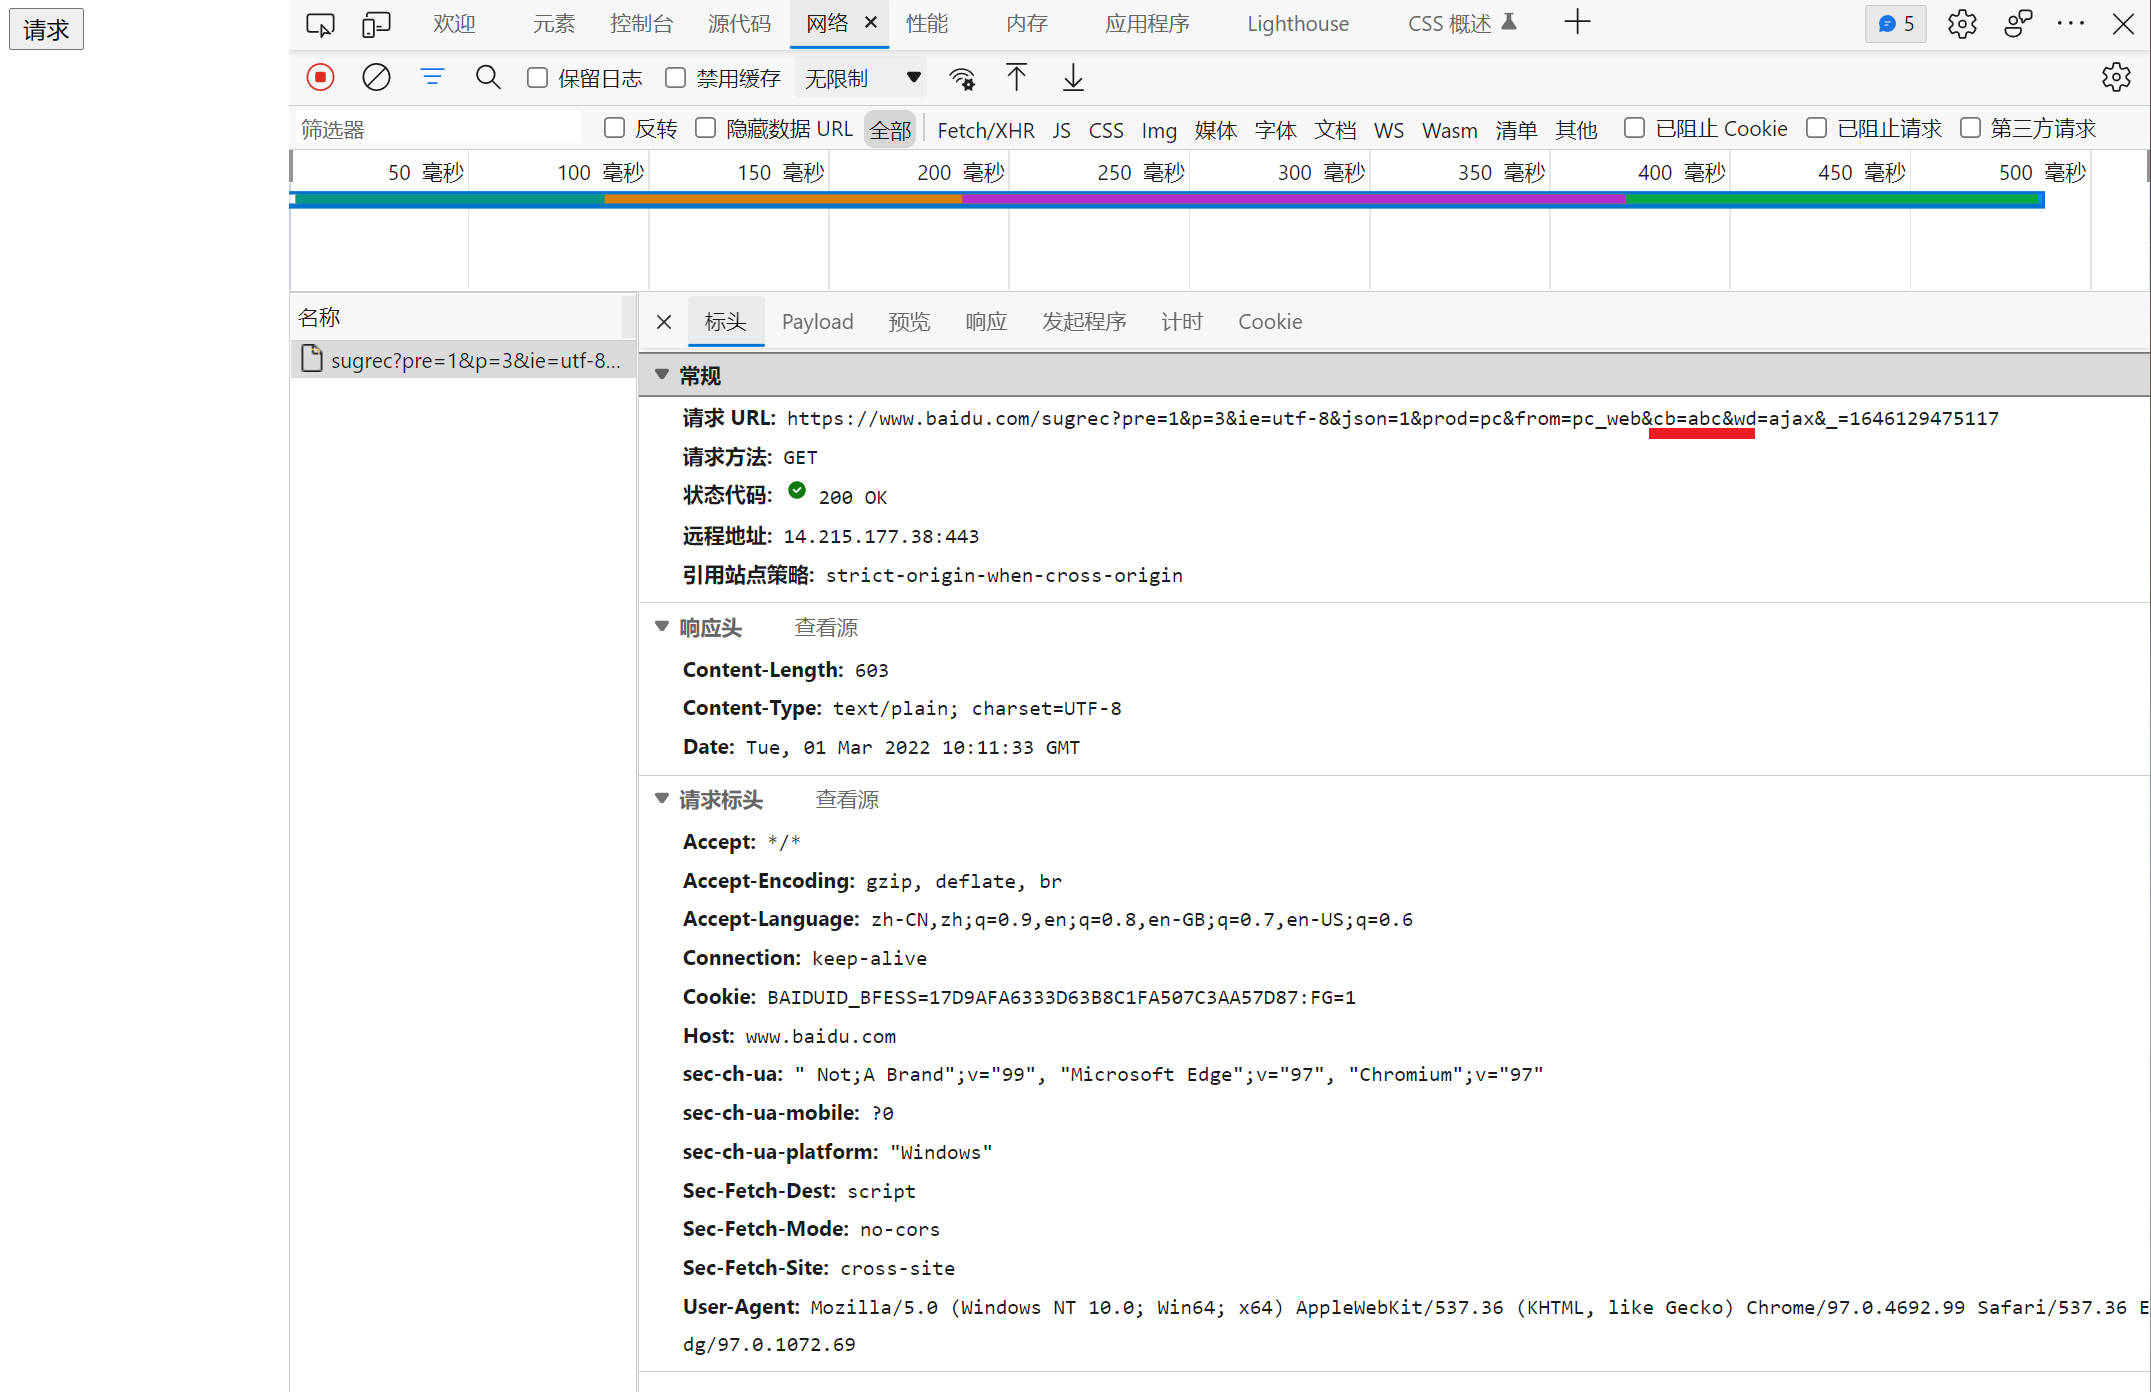 请求
欢迎 元素 控制台 源代码 网络 性能 内存 应用程序 Lighthouse CSS 概述 5
保留日志 禁用缓存 无限制
筛选器 反转 隐藏数据 URL 全部 Fetch/XHR JS CSS Img 媒体 字体 文档 WS Wasm 清单 其他 已阻止 Cookie 已阻止请求 第三方请求
50 毫秒 100 毫秒 150 毫秒 200 毫秒 250 毫秒 300 毫秒 350 毫秒 400 毫秒 450 毫秒 500 毫秒
名称
sugrec?pre=1&p=3&ie=utf-8...
标头 Payload 预览 响应 发起程序 计时 Cookie
常规
请求 URL: https://www.baidu.com/sugrec?pre=1&p=3&ie=utf-8&json=1&prod=pc&from=pc_web&cb=abc&wd=ajax&_=1646129475117
请求方法: GET
状态代码: 200 OK
远程地址: 14.215.177.38:443
引用站点策略: strict-origin-when-cross-origin
响应头 查看源
Content-Length: 603
Content-Type: text/plain; charset=UTF-8
Date: Tue, 01 Mar 2022 10:11:33 GMT
请求标头 查看源
Accept: */*
Accept-Encoding: gzip, deflate, br
Accept-Language: zh-CN,zh;q=0.9,en;q=0.8,en-GB;q=0.7,en-US;q=0.6
Connection: keep-alive
Cookie: BAIDUID_BFESS=17D9AFA6333D63B8C1FA507C3AA57D87:FG=1
Host: www.baidu.com
sec-ch-ua: " Not;A Brand";v="99", "Microsoft Edge";v="97", "Chromium";v="97"
sec-ch-ua-mobile: ?0
sec-ch-ua-platform: "Windows"
Sec-Fetch-Dest: script
Sec-Fetch-Mode: no-cors
Sec-Fetch-Site: cross-site
User-Agent: Mozilla/5.0 (Windows NT 10.0; Win64; x64) AppleWebKit/537.36 (KHTML, like Gecko) Chrome/97.0.4692.99 Safari/537.36 E
dg/97.0.1072.69